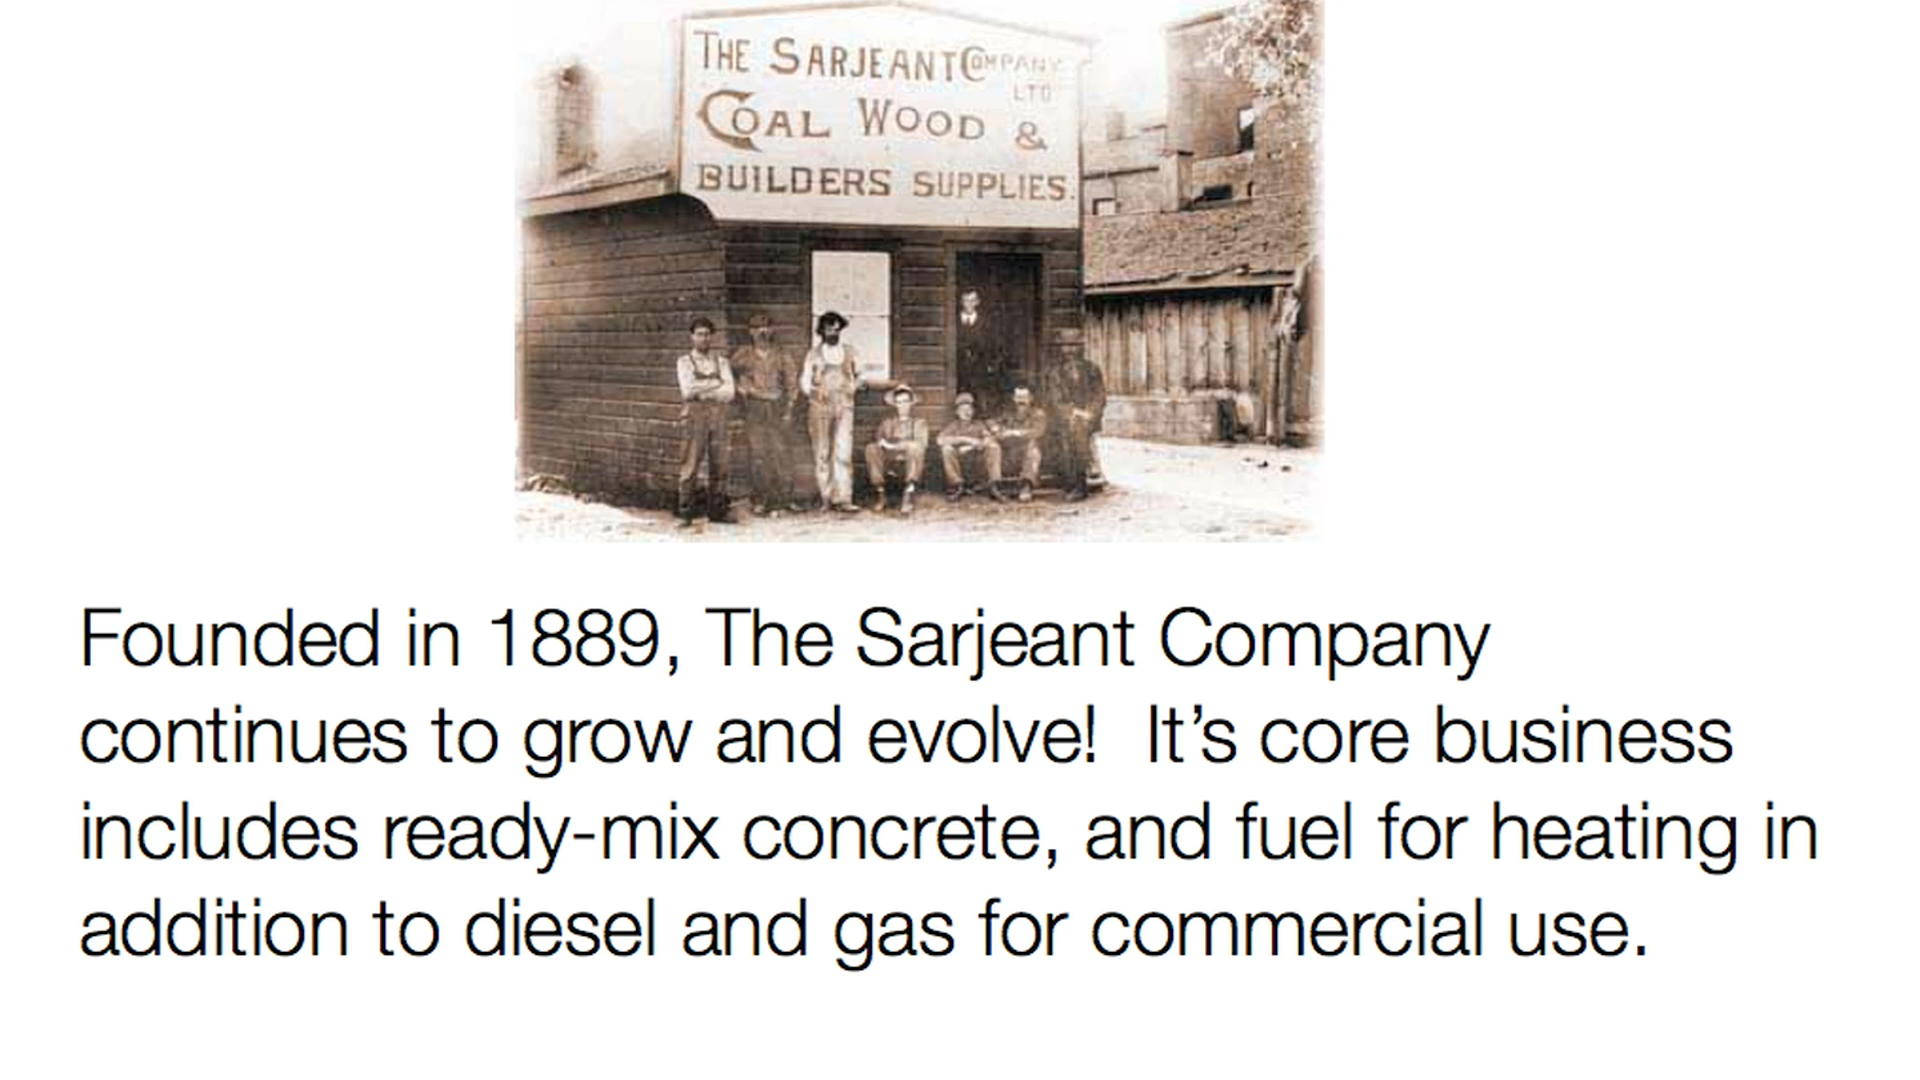 THE SARJEANT COMPANY
LTD
COAL WOOD &
BUILDERS SUPPLIES.
Founded in 1889, The Sarjeant Company
continues to grow and evolve!  It’s core business
includes ready-mix concrete, and fuel for heating in
addition to diesel and gas for commercial use.